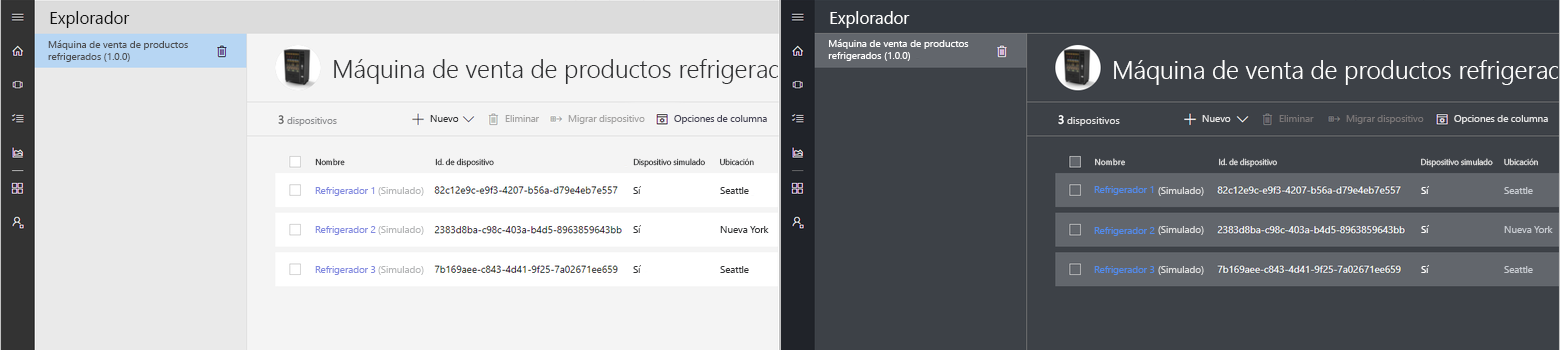 Explorador
Máquina de venta de productos
refrigerados (1.0.0)
Máquina de venta de productos refrigerac
3 dispositivos
Nuevo
Eliminar
Migrar dispositivo
Opciones de columna
Nombre Id. de dispositivo Dispositivo simulado Ubicación
Refrigerador 1 (Simulado) 82c12e9c-e9f3-4207-b56a-d79e4eb7e557 Sí Seattle
Refrigerador 2 (Simulado) 2383d8ba-c98c-403a-b4d5-8963859643bb Sí Nueva York
Refrigerador 3 (Simulado) 7b169aee-c843-4d41-9f25-7a02671ee659 Sí Seattle
Explorador
Máquina de venta de productos
refrigerados (1.0.0)
Máquina de venta de productos refrigerac
3 dispositivos
Nuevo
Eliminar
Migrar dispositivo
Opciones de columna
Nombre Id. de dispositivo Dispositivo simulado Ubicación
Refrigerador 1 (Simulado) 82c12e9c-e9f3-4207-b56a-d79e4eb7e557 Sí Seattle
Refrigerador 2 (Simulado) 2383d8ba-c98c-403a-b4d5-8963859643bb Sí Nueva York
Refrigerador 3 (Simulado) 7b169aee-c843-4d41-9f25-7a02671ee659 Sí Seattle